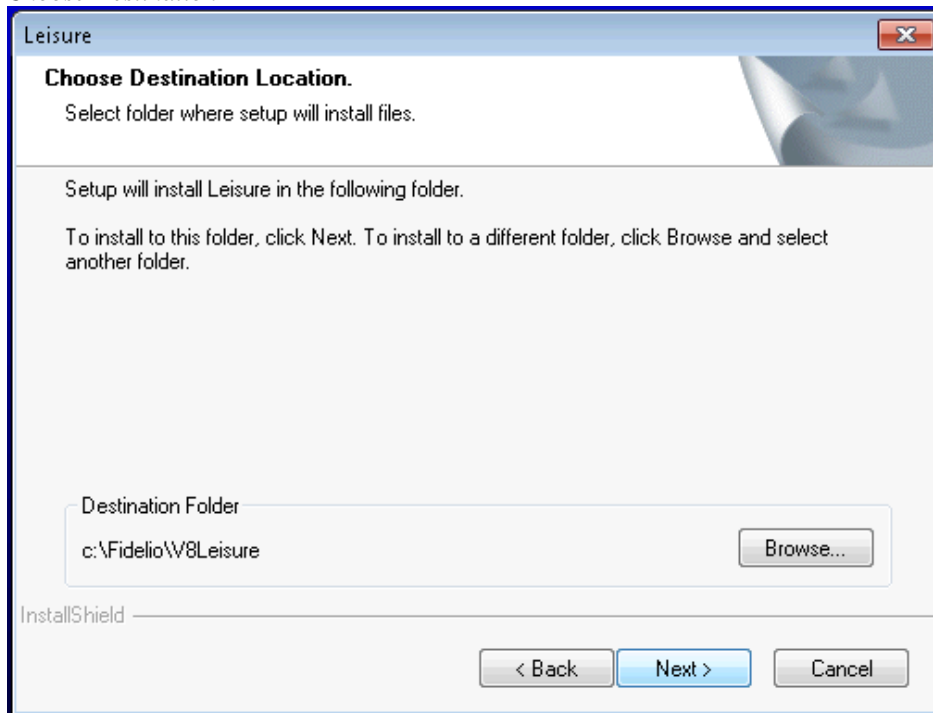 Leisure
Choose Destination Location.
Select folder where setup will install files.
Setup will install Leisure in the following folder.
To install to this folder, click Next. To install to a different folder, click Browse and select
another folder.
Destination Folder
c:\Fidelio\V8Leisure
Browse...
InstallShield
< Back
Next >
Cancel